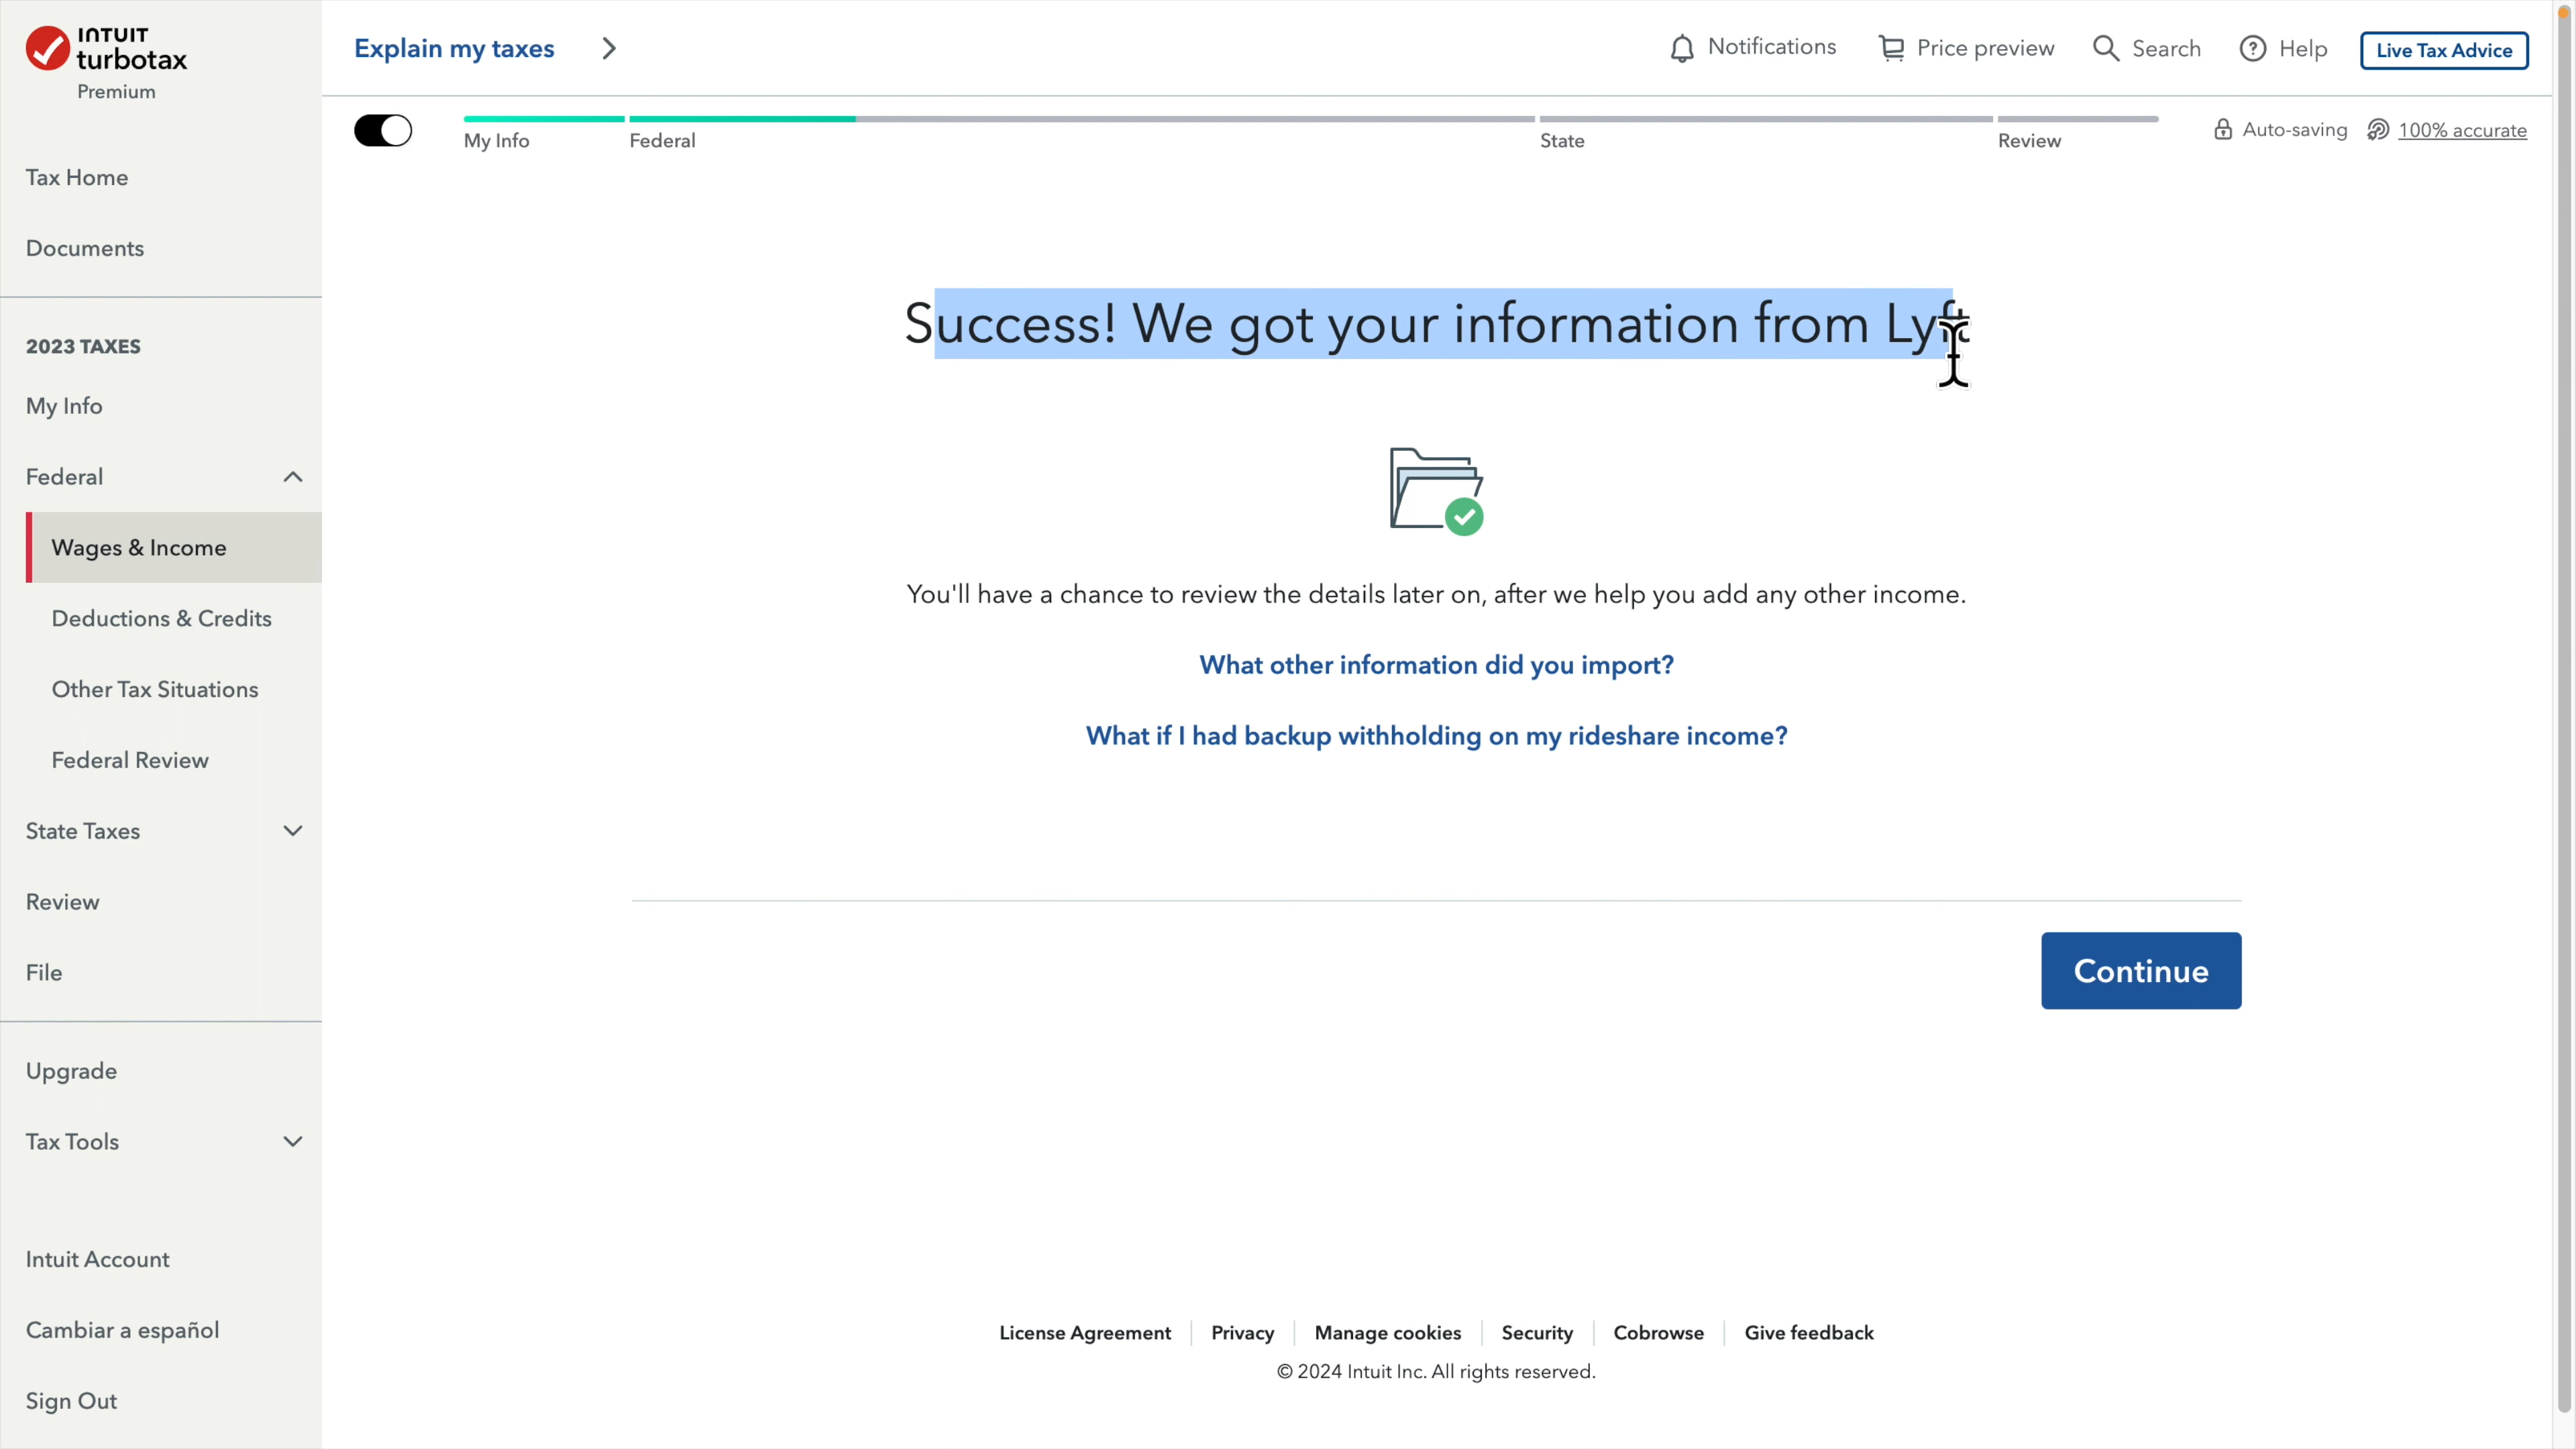 INTUIT
turbotax
Premium
Explain my taxes
Notifications
Price preview
Search
Help
Live Tax Advice
My Info
Federal
State
Review
Auto-saving
100% accurate
Tax Home
Documents
2023 TAXES
My Info
Federal
Wages & Income
Deductions & Credits
Other Tax Situations
Federal Review
State Taxes
Review
File
Upgrade
Tax Tools
Intuit Account
Cambiar a español
Sign Out
Success! We got your information from Lyft
You'll have a chance to review the details later on, after we help you add any other income.
What other information did you import?
What if I had backup withholding on my rideshare income?
Continue
License Agreement
Privacy
Manage cookies
Security
Cobrowse
Give feedback
© 2024 Intuit Inc. All rights reserved.